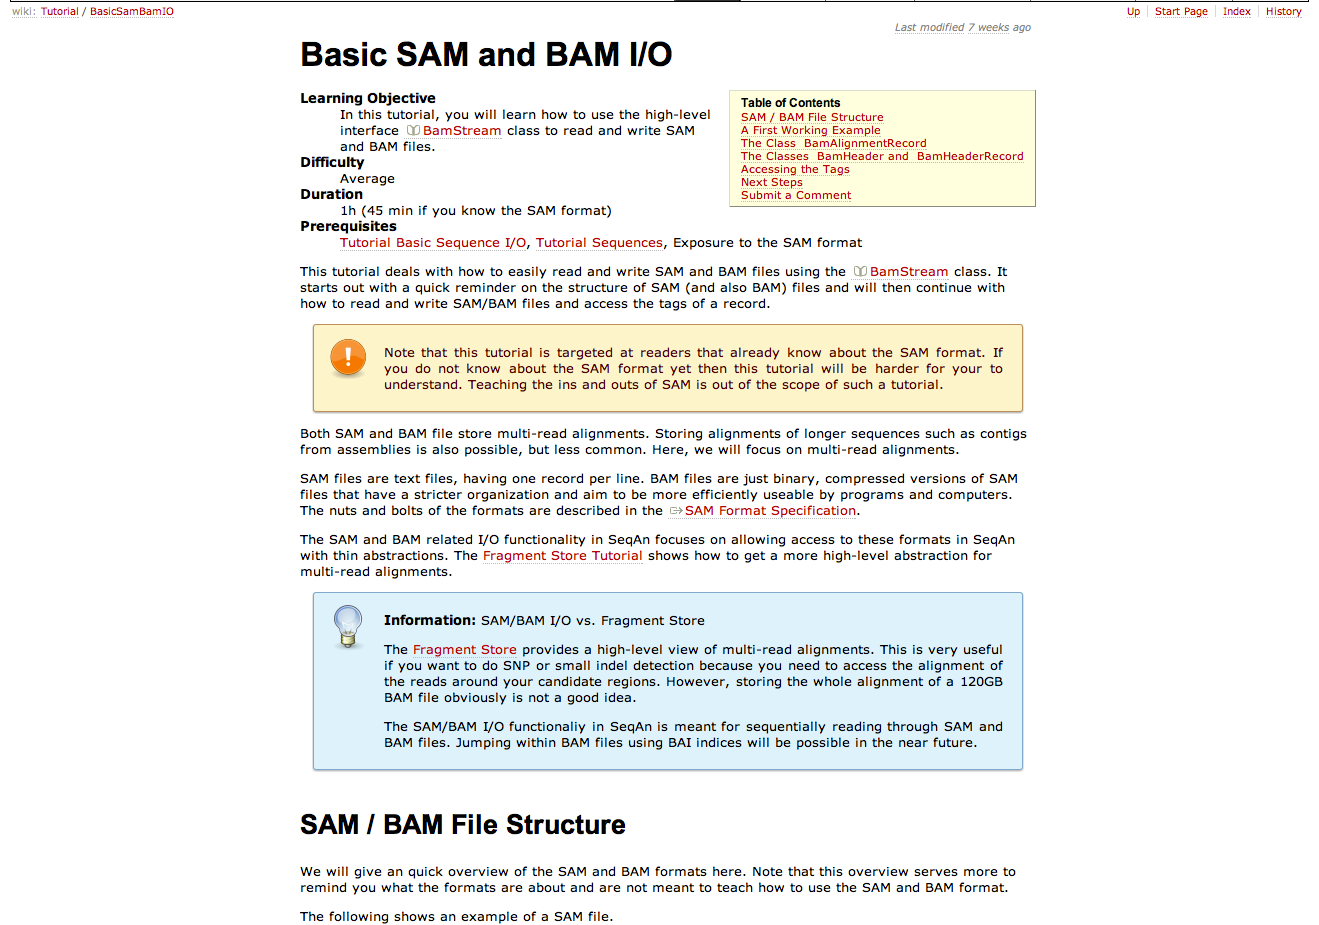 wiki: Tutorial / BasicSamBamIO
Up | Start Page | Index | History
Last modified 7 weeks ago
Basic SAM and BAM I/O
Learning Objective
In this tutorial, you will learn how to use the high-level
interface BamStream class to read and write SAM
and BAM files.
Difficulty
Average
Duration
1h (45 min if you know the SAM format)
Prerequisites
Tutorial Basic Sequence I/O, Tutorial Sequences, Exposure to the SAM format
Table of Contents
SAM / BAM File Structure
A First Working Example
The Class BamAlignmentRecord
The Classes BamHeader and BamHeaderRecord
Accessing the Tags
Next Steps
Submit a Comment
This tutorial deals with how to easily read and write SAM and BAM files using the BamStream class. It
starts out with a quick reminder on the structure of SAM (and also BAM) files and will then continue with
how to read and write SAM/BAM files and access the tags of a record.
Note that this tutorial is targeted at readers that already know about the SAM format. If
you do not know about the SAM format yet then this tutorial will be harder for your to
understand. Teaching the ins and outs of SAM is out of the scope of such a tutorial.
Both SAM and BAM file store multi-read alignments. Storing alignments of longer sequences such as contigs
from assemblies is also possible, but less common. Here, we will focus on multi-read alignments.
SAM files are text files, having one record per line. BAM files are just binary, compressed versions of SAM
files that have a stricter organization and aim to be more efficiently useable by programs and computers.
The nuts and bolts of the formats are described in the SAM Format Specification.
The SAM and BAM related I/O functionality in SeqAn focuses on allowing access to these formats in SeqAn
with thin abstractions. The Fragment Store Tutorial shows how to get a more high-level abstraction for
multi-read alignments.
Information: SAM/BAM I/O vs. Fragment Store
The Fragment Store provides a high-level view of multi-read alignments. This is very useful
if you want to do SNP or small indel detection because you need to access the alignment of
the reads around your candidate regions. However, storing the whole alignment of a 120GB
BAM file obviously is not a good idea.
The SAM/BAM I/O functionaliy in SeqAn is meant for sequentially reading through SAM and
BAM files. Jumping within BAM files using BAI indices will be possible in the near future.
SAM / BAM File Structure
We will give an quick overview of the SAM and BAM formats here. Note that this overview serves more to
remind you what the formats are about and are not meant to teach how to use the SAM and BAM format.
The following shows an example of a SAM file.